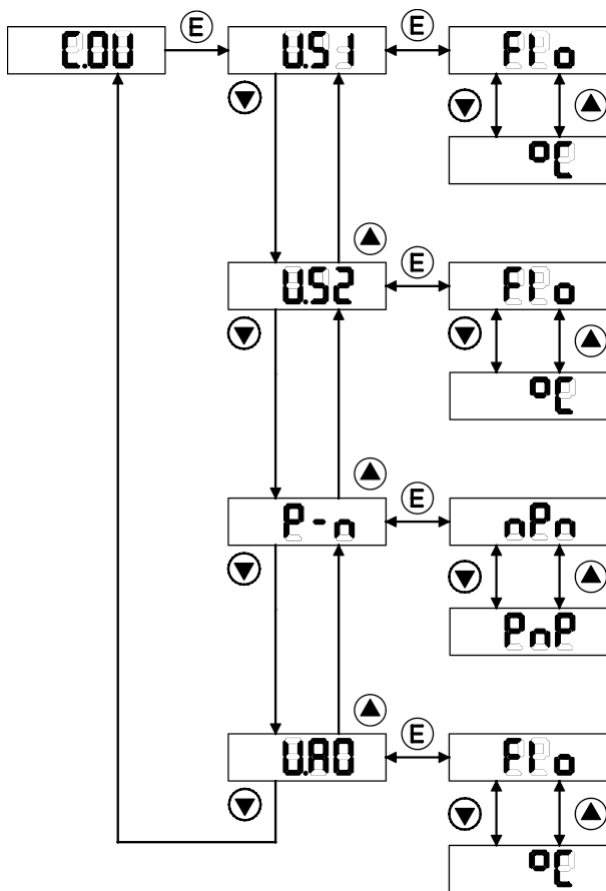 E
C.OU U.S1 Flo
°C
E
U.S2 Flo
°C
E
P-n nPn
PnP
E
U.AO Flo
°C